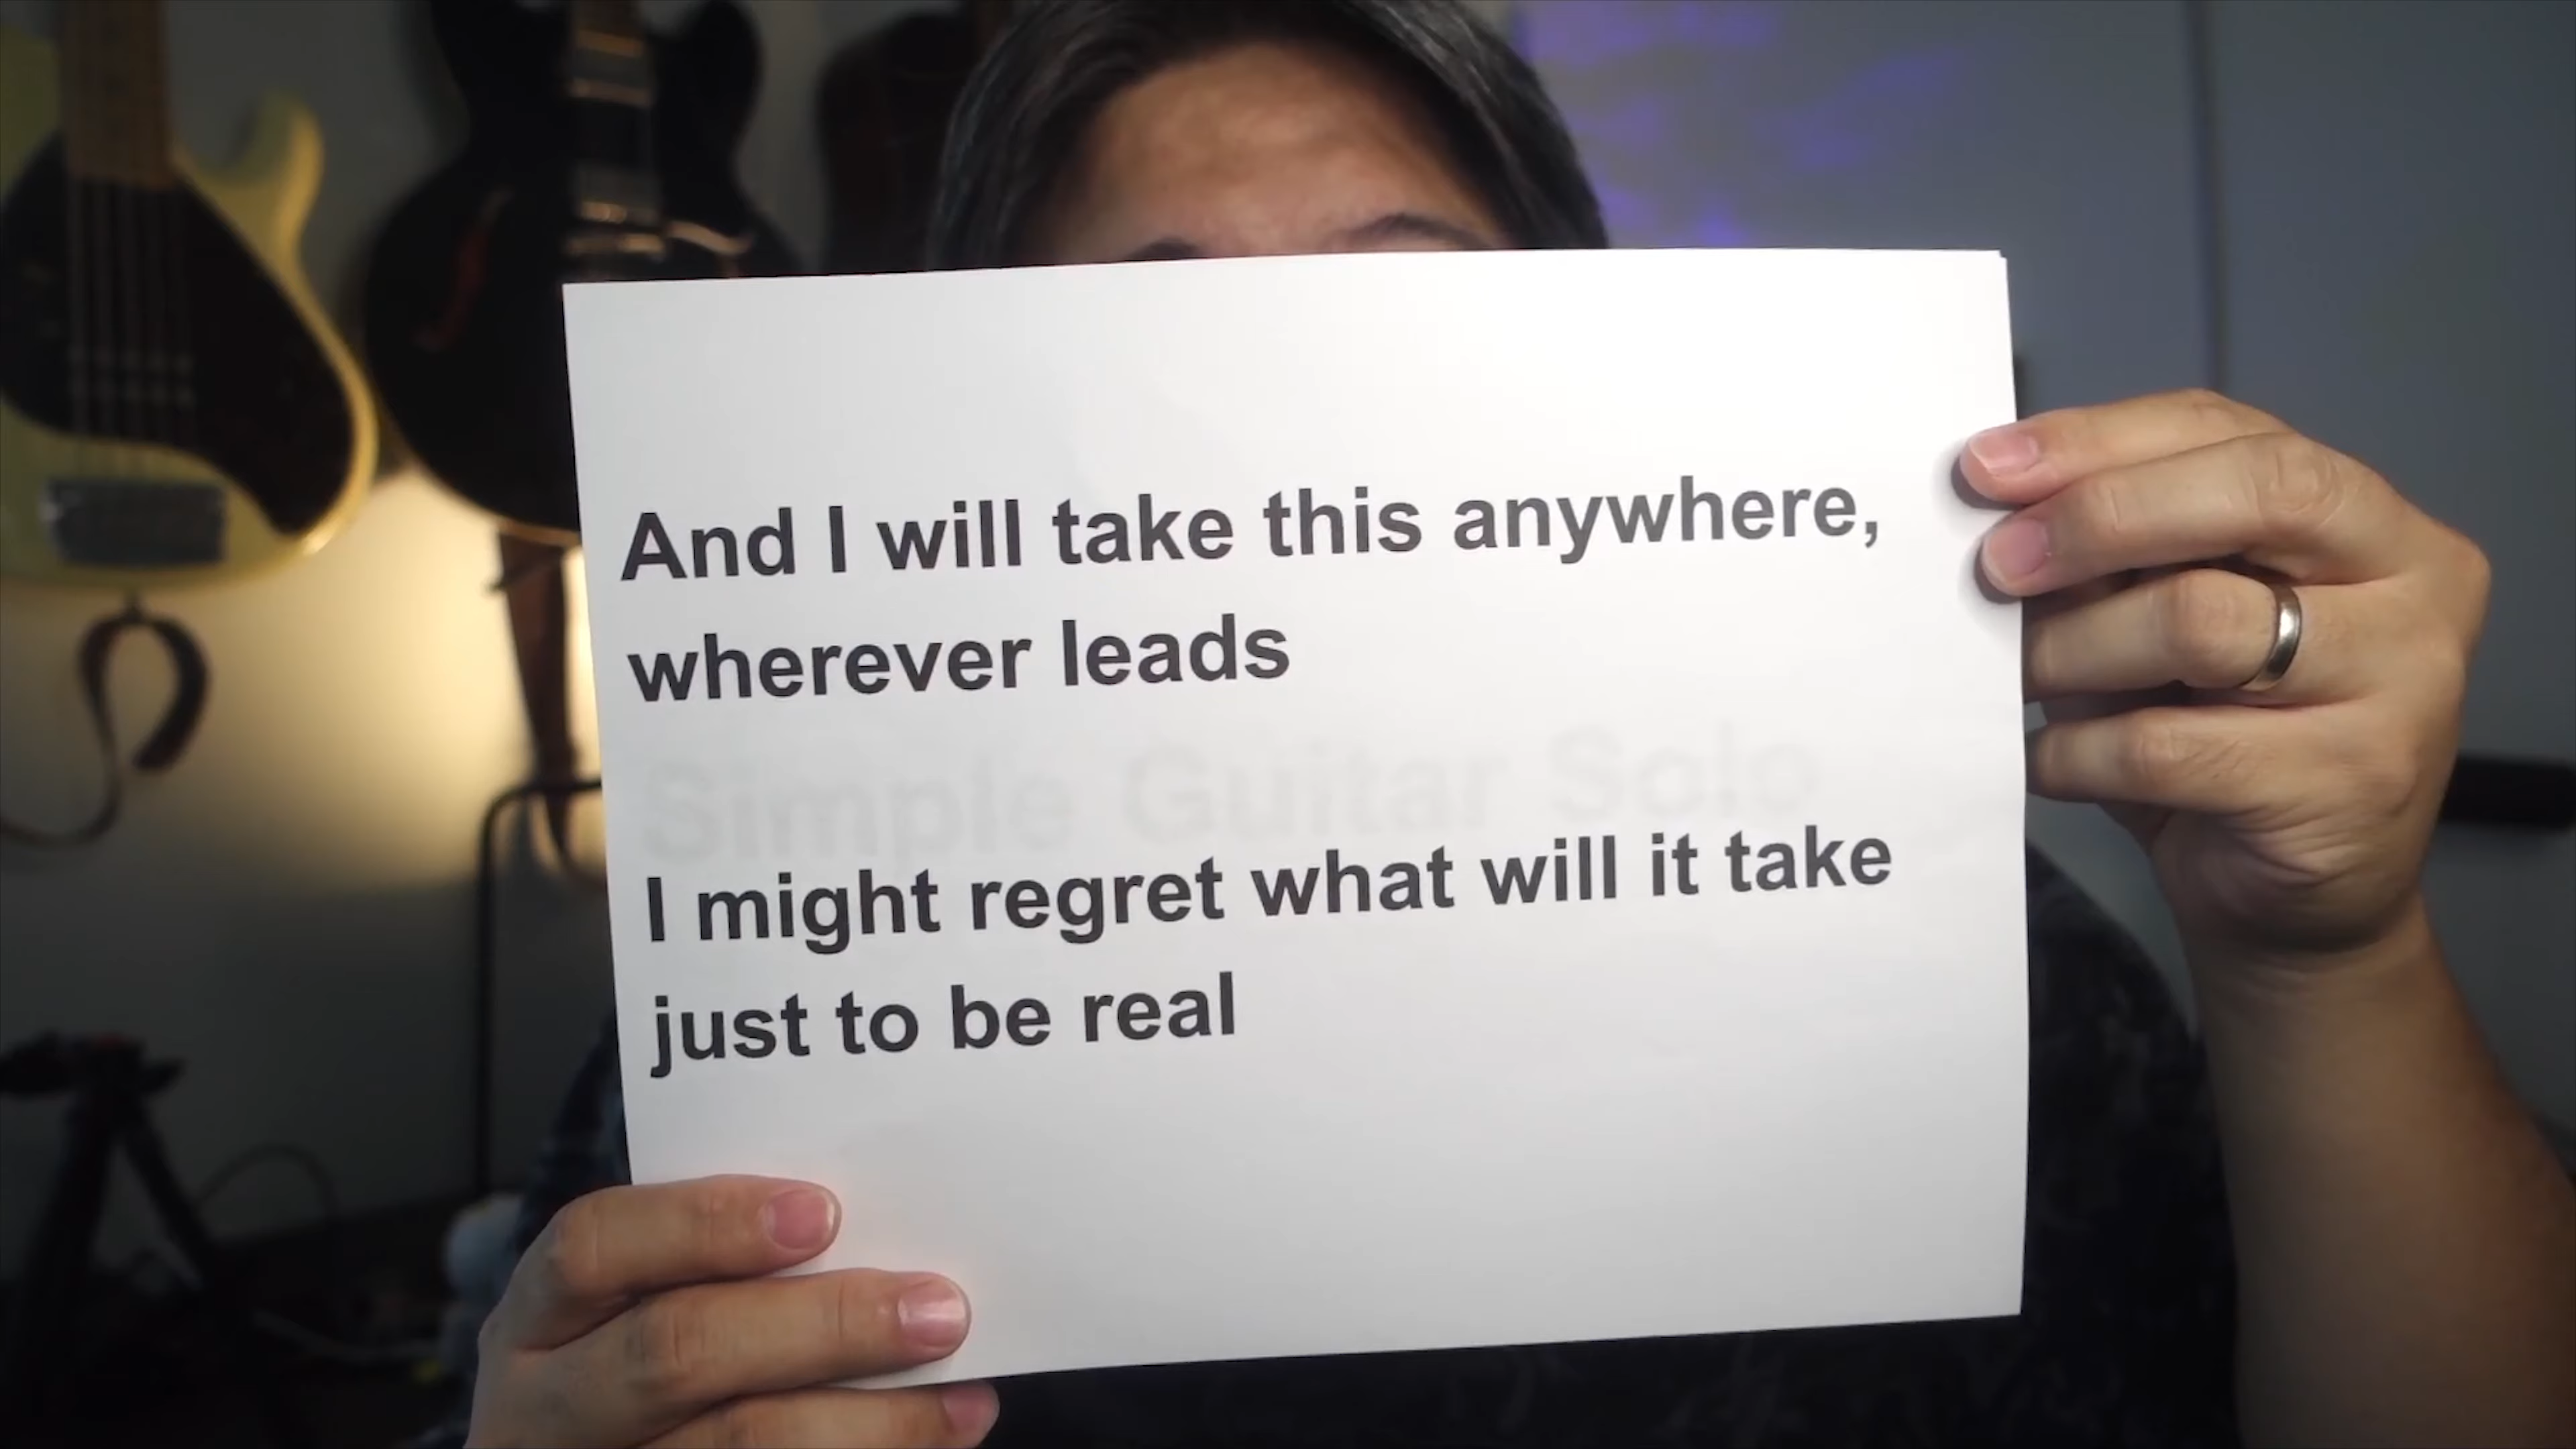 And I will take this anywhere,
wherever leads
Simple Guitar Solo
I might regret what will it take
just to be real